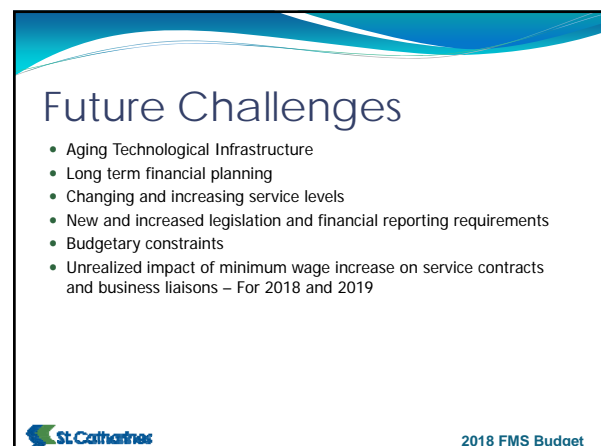 Future Challenges
• Aging Technological Infrastructure
• Long term financial planning
• Changing and increasing service levels
• New and increased legislation and financial reporting requirements
• Budgetary constraints
• Unrealized impact of minimum wage increase on service contracts
and business liaisons – For 2018 and 2019
St. Catharines
2018 FMS Budget